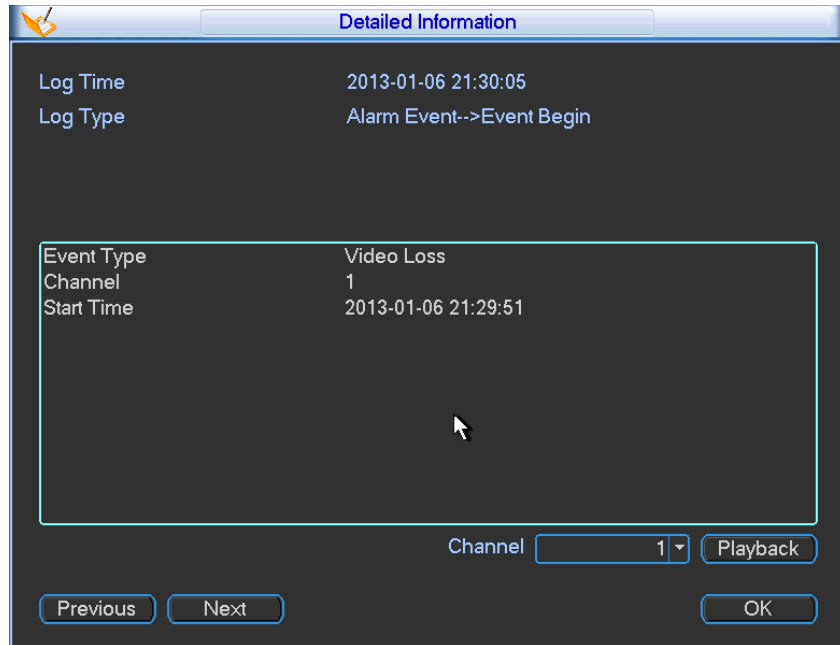 Detailed Information
Log Time 2013-01-06 21:30:05
Log Type Alarm Event-->Event Begin
Event Type Video Loss
Channel 1
Start Time 2013-01-06 21:29:51
Channel 1 Playback
Previous Next OK